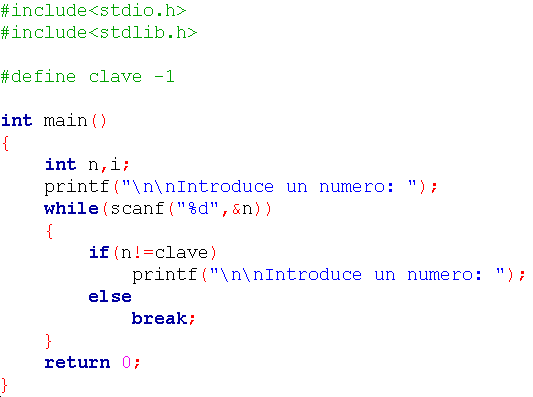 #include<stdio.h>
#include<stdlib.h>
#define clave -1
int main()
{
int n,i;
printf("\n\nIntroduce un numero: ");
while(scanf("%d",&n))
{
if(n!=clave)
printf("\n\nIntroduce un numero: ");
else
break;
}
return 0;
}